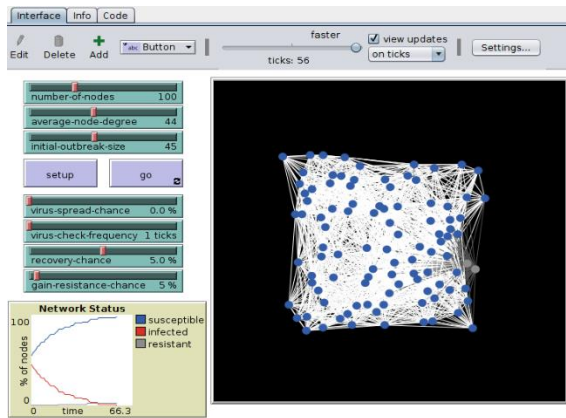 Interface Info Code
faster
view updates
Edit Delete Add abc Button
ticks: 56
on ticks
Settings...
number-of-nodes 100
average-node-degree 44
initial-outbreak-size 45
setup go
virus-spread-chance 0.0 %
virus-check-frequency 1 ticks
recovery-chance 5.0 %
gain-resistance-chance 5 %
Network Status
100
% of nodes
0
susceptible
infected
resistant
0 time 66.3